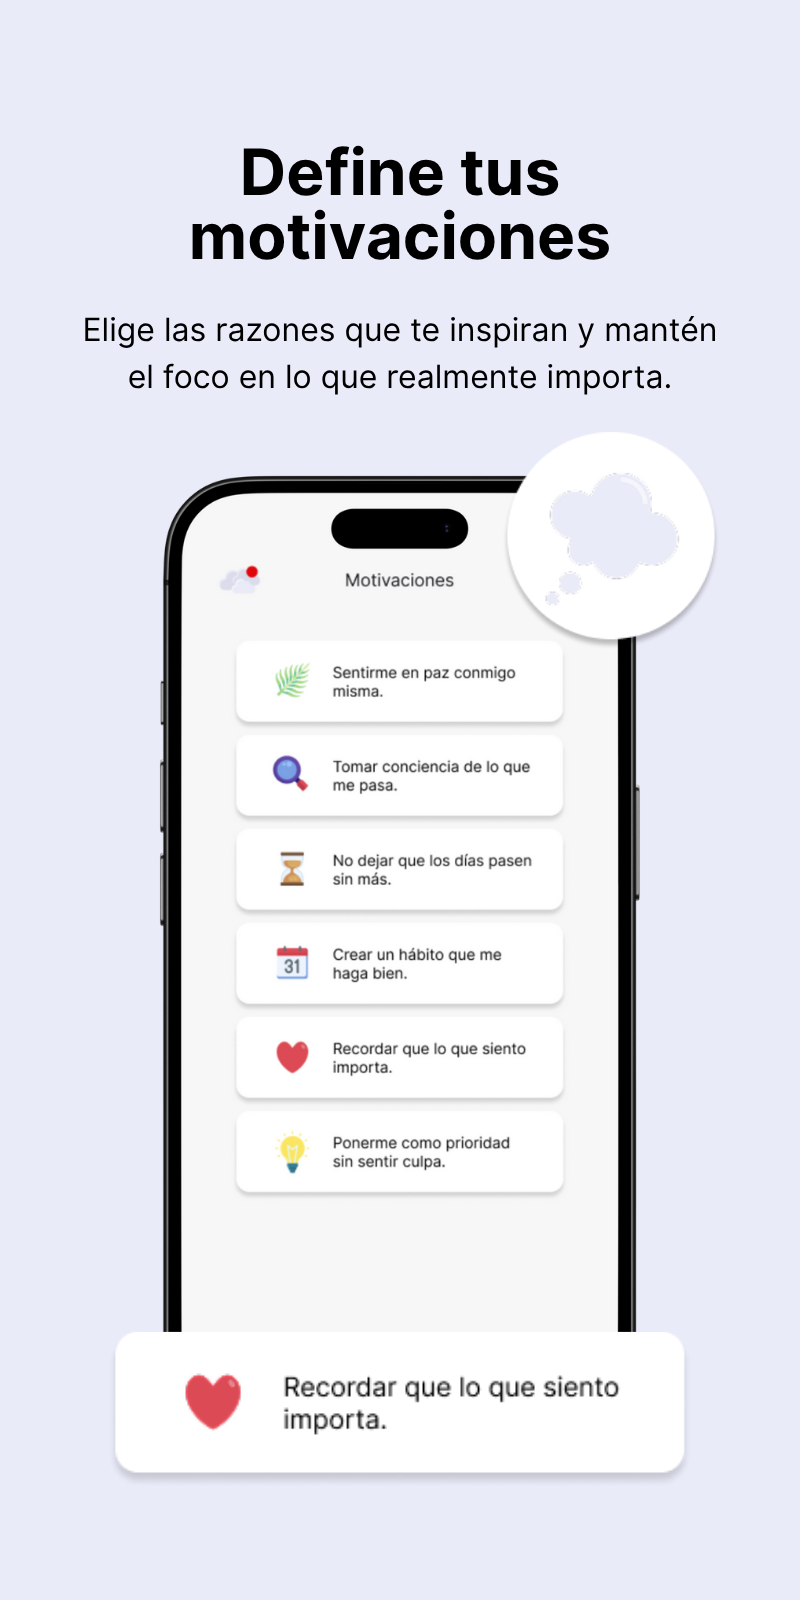 Define tus
motivaciones
Elige las razones que te inspiran y mantén
el foco en lo que realmente importa.
Motivaciones
Sentirme en paz conmigo
misma.
Tomar conciencia de lo que
me pasa.
No dejar que los días pasen
sin más.
31
Crear un hábito que me
haga bien.
Recordar que lo que siento
importa.
Ponerme como prioridad
sin sentir culpa.
Recordar que lo que siento
importa.